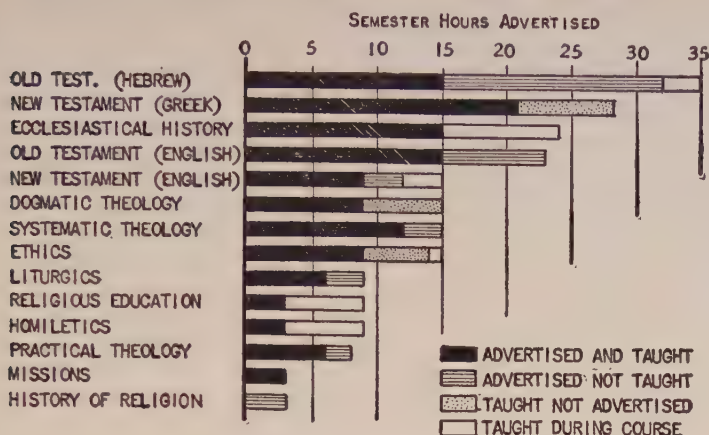 SEMESTER HOURS ADVERTISED
0 5 10 15 20 25 30 35
OLD TEST. (HEBREW)
NEW TESTAMENT (GREEK)
ECCLESIASTICAL HISTORY
OLD TESTAMENT (ENGLISH)
NEW TESTAMENT (ENGLISH)
DOGMATIC THEOLOGY
SYSTEMATIC THEOLOGY
ETHICS
LITURGICS
RELIGIOUS EDUCATION
HOMILETICS
PRACTICAL THEOLOGY
MISSIONS
HISTORY OF RELIGION
ADVERTISED AND TAUGHT
ADVERTISED NOT TAUGHT
TAUGHT NOT ADVERTISED
TAUGHT DURING COURSE